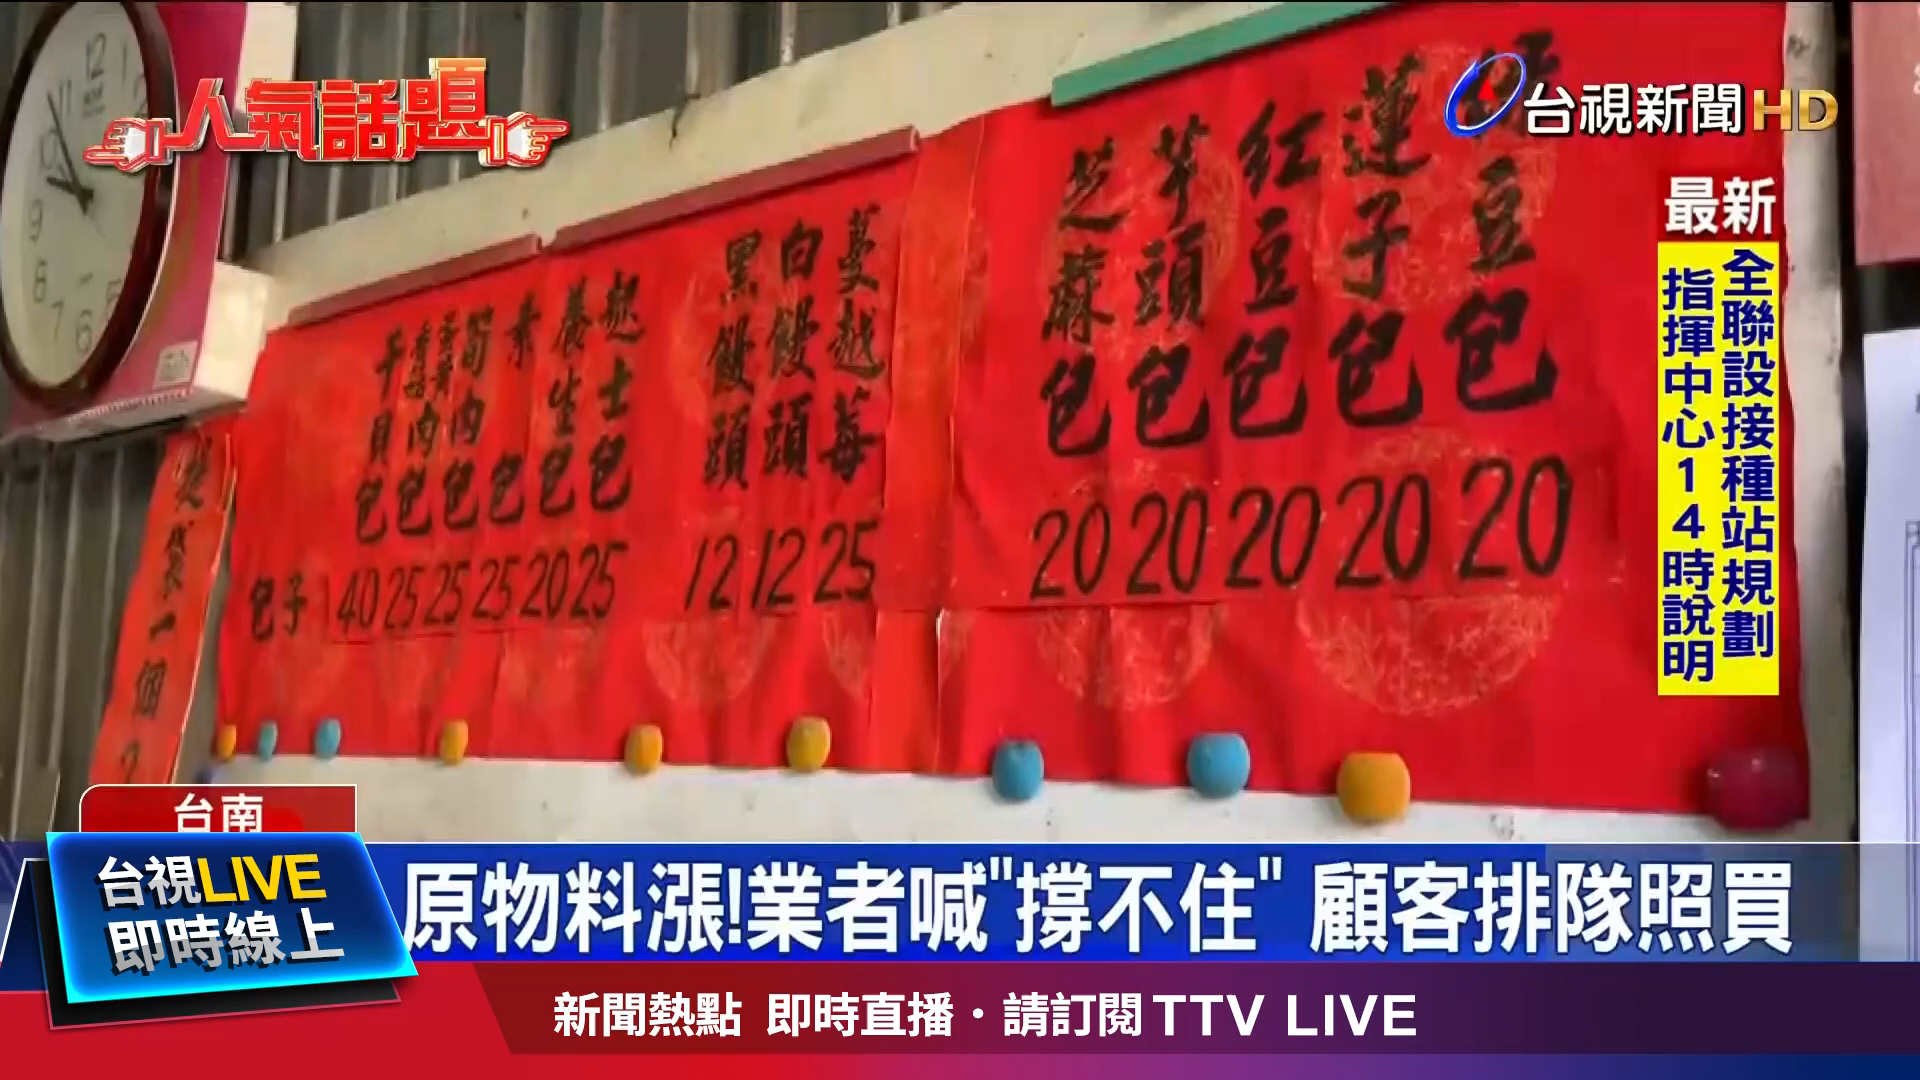 人氣話題
台視新聞HD
最新
全聯設接種站規劃
指揮中心14時說明
豆包 20
蓮子包 20
紅豆包 20
芋頭包 20
芝麻包 20
蔓越莓 25
白饅頭 12
黑饅頭 12
起士包 25
養生包 20
素包 25
筍肉包 25
肉包 25
干貝包 40
包子
袋一個
台南
台視LIVE
即時線上
原物料漲!業者喊"撐不住" 顧客排隊照買
新聞熱點 即時直播・請訂閱TTV LIVE